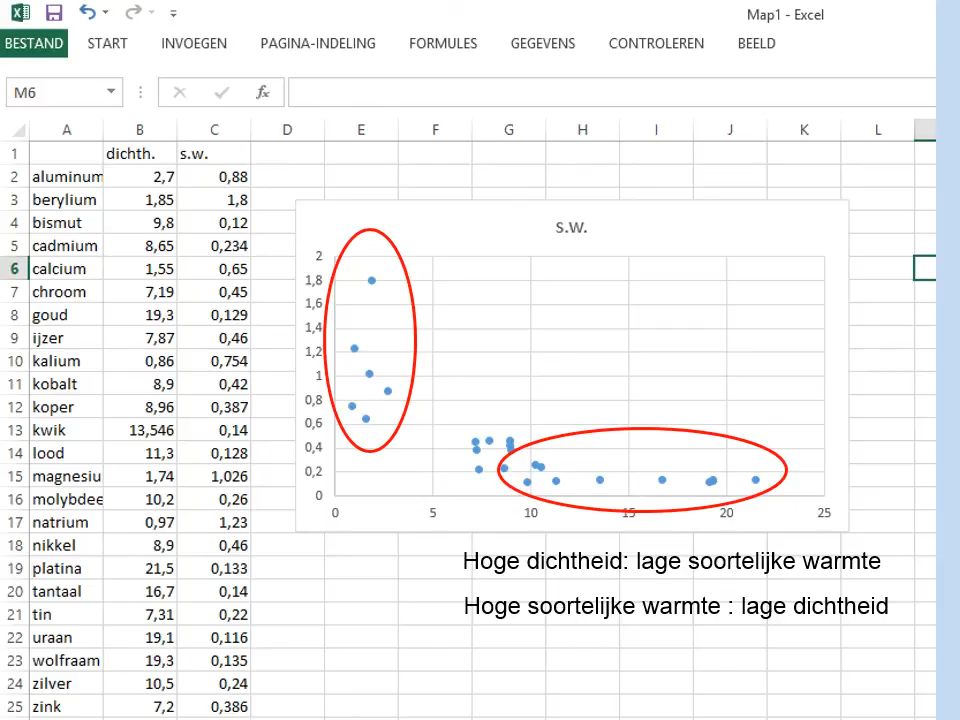 Map1 - Excel
BESTAND START INVOEGEN PAGINA-INDELING FORMULES GEGEVENS CONTROLEREN BEELD
M6 fx
A B C D E F G H I J K L
1 dichth. s.w.
2 aluminum 2,7 0,88
3 berylium 1,85 1,8
4 bismut 9,8 0,12
5 cadmium 8,65 0,234
6 calcium 1,55 0,65
7 chroom 7,19 0,45
8 goud 19,3 0,129
9 ijzer 7,87 0,46
10 kalium 0,86 0,754
11 kobalt 8,9 0,42
12 koper 8,96 0,387
13 kwik 13,546 0,14
14 lood 11,3 0,128
15 magnesiu 1,74 1,026
16 molybdee 10,2 0,26
17 natrium 0,97 1,23
18 nikkel 8,9 0,46
19 platina 21,5 0,133
20 tantaal 16,7 0,14
21 tin 7,31 0,22
22 uraan 19,1 0,116
23 wolfraam 19,3 0,135
24 zilver 10,5 0,24
25 zink 7,2 0,386
s.w.
2
1,8
1,6
1,4
1,2
1
0,8
0,6
0,4
0,2
0
0 5 10 15 20 25
Hoge dichtheid: lage soortelijke warmte
Hoge soortelijke warmte : lage dichtheid